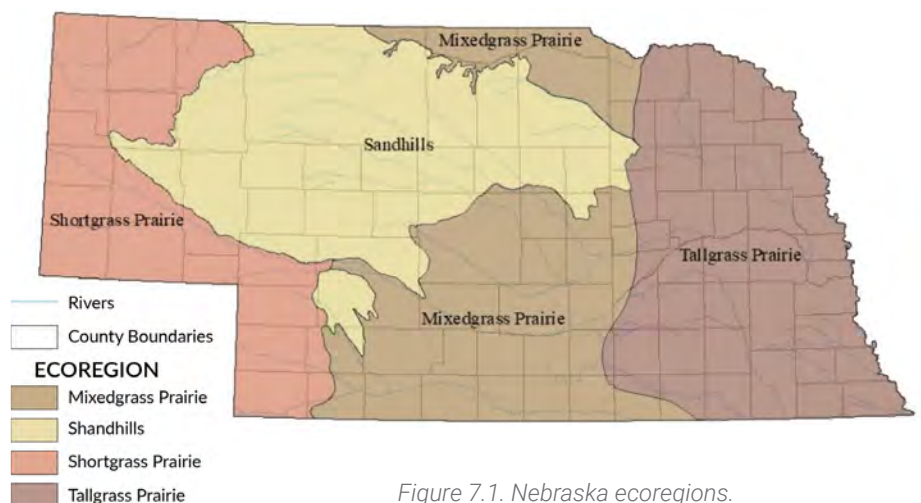 Mixedgrass Prairie
Sandhills
Shortgrass Prairie
Tallgrass Prairie
Mixedgrass Prairie
Rivers
County Boundaries
ECOREGION
Mixedgrass Prairie
Shandhills
Shortgrass Prairie
Tallgrass Prairie
Figure 7.1. Nebraska ecoregions.